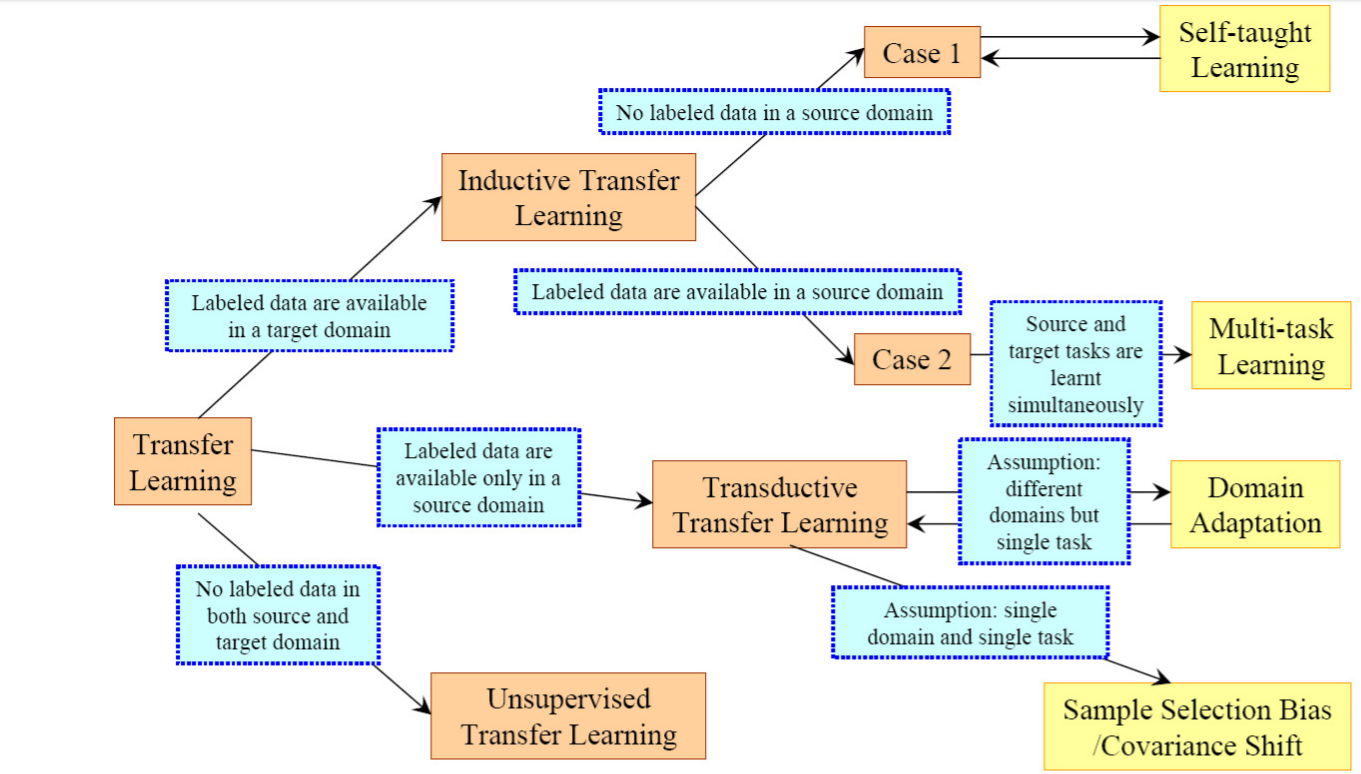 Self-taught
Learning
Case 1
No labeled data in a source domain
Inductive Transfer
Learning
Labeled data are available
in a target domain
Labeled data are available in a source domain
Case 2
Source and
target tasks are
learnt
simultaneously
Multi-task
Learning
Transfer
Learning
Labeled data are
available only in a
source domain
Transductive
Transfer Learning
Assumption:
different
domains but
single task
Domain
Adaptation
No labeled data in
both source and
target domain
Assumption: single
domain and single task
Unsupervised
Transfer Learning
Sample Selection Bias
/Covariance Shift